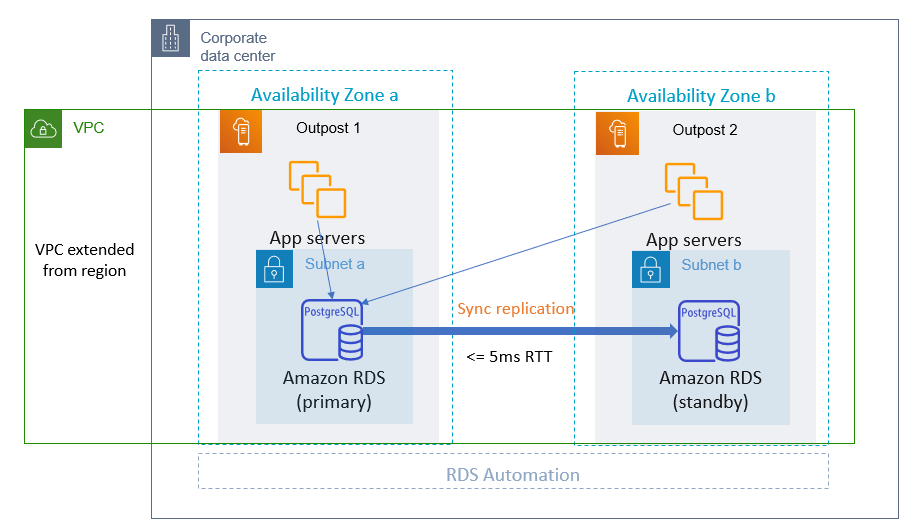 Corporate
data center
Availability Zone a
Availability Zone b
VPC
Outpost 1
Outpost 2
App servers
App servers
VPC extended
from region
Subnet a
Subnet b
PostgreSQL
Sync replication
PostgreSQL
<= 5ms RTT
Amazon RDS
(primary)
Amazon RDS
(standby)
RDS Automation